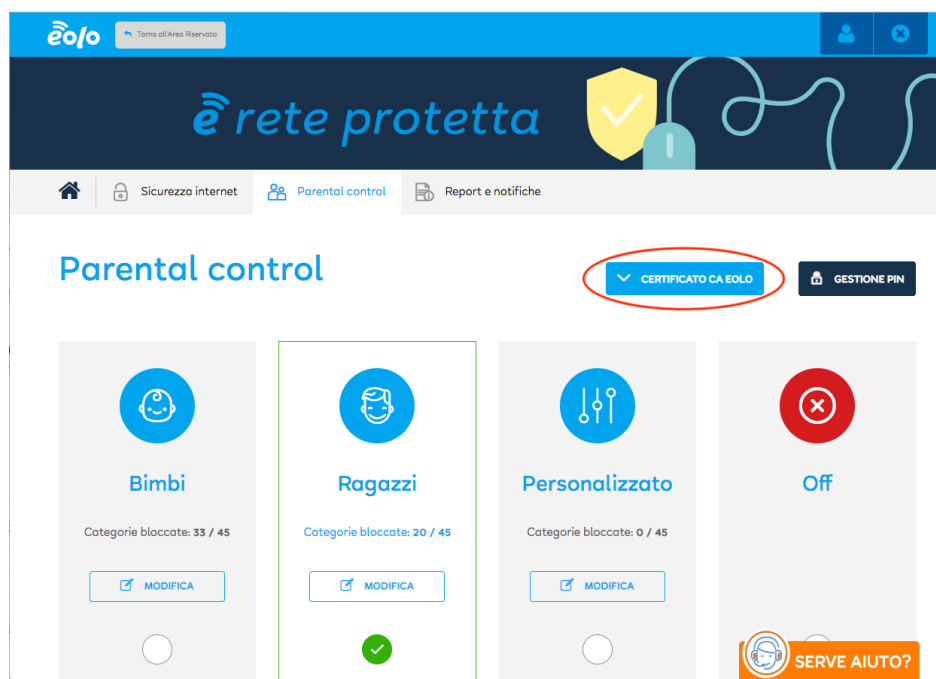 eolo
Torna all'Area Riservata
e rete protetta
Sicurezza internet
Parental control
Report e notifiche
Parental control
CERTIFICATO CA EOLO
GESTIONE PIN
Bimbi
Categorie bloccate: 33 / 45
MODIFICA
Ragazzi
Categorie bloccate: 20 / 45
MODIFICA
Personalizzato
Categorie bloccate: 0 / 45
MODIFICA
Off
SERVE AIUTO?